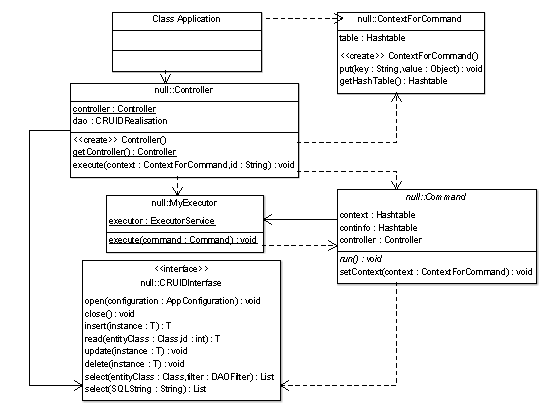 Class Application
null::ContextForCommand
table : Hashtable
<<create>> ContextForCommand()
put(key : String,value : Object) : void
getHashTable() : Hashtable
null::Controller
controller : Controller
dao : CRUIDRealisation
<<create>> Controller()
getController() : Controller
execute(context : ContextForCommand,id : String) : void
null::MyExecutor
executor : ExecutorService
execute(command : Command) : void
null::Command
context : Hashtable
continfo : Hashtable
controller : Controller
run() : void
setContext(context : ContextForCommand) : void
<<interface>>
null::CRUIDInterfase
open(configuration : AppConfiguration) : void
close() : void
insert(instance : T) : T
read(entityClass : Class,id : int) : T
update(instance : T) : void
delete(instance : T) : void
select(entityClass : Class,filter : DAOFilter) : List
select(SQLString : String) : List